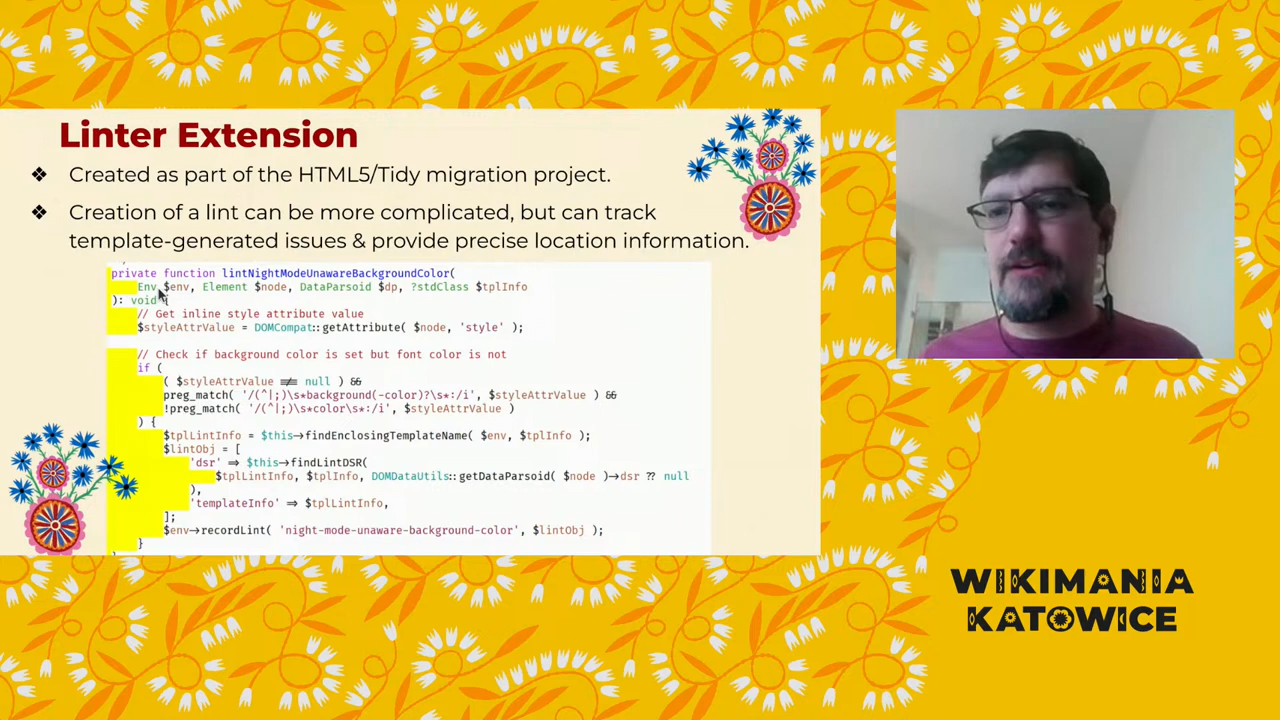 Linter Extension
❖ Created as part of the HTML5/Tidy migration project.
❖ Creation of a lint can be more complicated, but can track
template-generated issues & provide precise location information.
private function lintNightModeUnawareBackgroundColor(
Env $env, Element $node, DataParsoid $dp, ?stdClass $tplInfo
): void {
// Get inline style attribute value
$styleAttrValue = DOMCompat::getAttribute( $node, 'style' );
// Check if background color is set but font color is not
if (
( $styleAttrValue !== null ) &&
preg_match( '/(^|;)\s*background(-color)?\s*:/i', $styleAttrValue ) &&
!preg_match( '/(^|;)\s*color\s*:/i', $styleAttrValue )
) {
$tplLintInfo = $this->findEnclosingTemplateName( $env, $tplInfo );
$lintObj = [
'dsr' => $this->findLintDSR(
$tplLintInfo, $tplInfo, DOMDataUtils::getDataParsoid( $node )->dsr ?? null
),
'templateInfo' => $tplLintInfo,
];
$env->recordLint( 'night-mode-unaware-background-color', $lintObj );
}
WIKIMANIA
KATOWICE